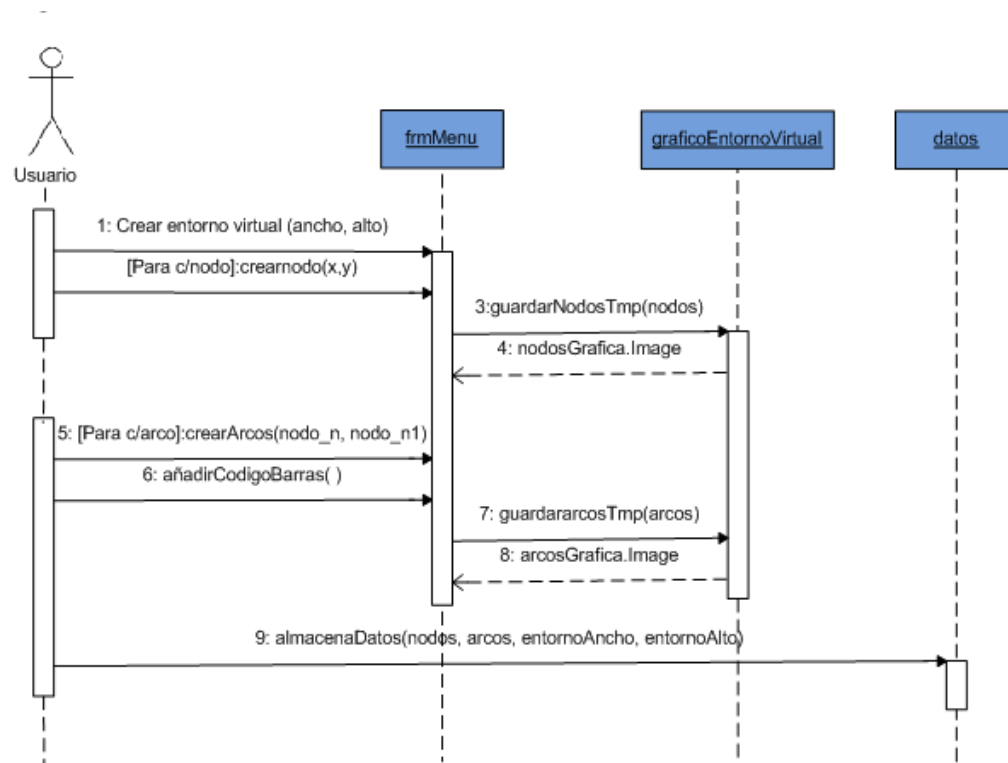 frmMenu
graficoEntornoVirtual
datos
Usuario
1: Crear entorno virtual (ancho, alto)
[Para c/nodo]:crearnodo(x,y)
3:guardarNodosTmp(nodos)
4: nodosGrafica.Image
5: [Para c/arco]:crearArcos(nodo_n, nodo_n1)
6: añadirCodigoBarras( )
7: guardararcosTmp(arcos)
8: arcosGrafica.Image
9: almacenaDatos(nodos, arcos, entornoAncho, entornoAlto)